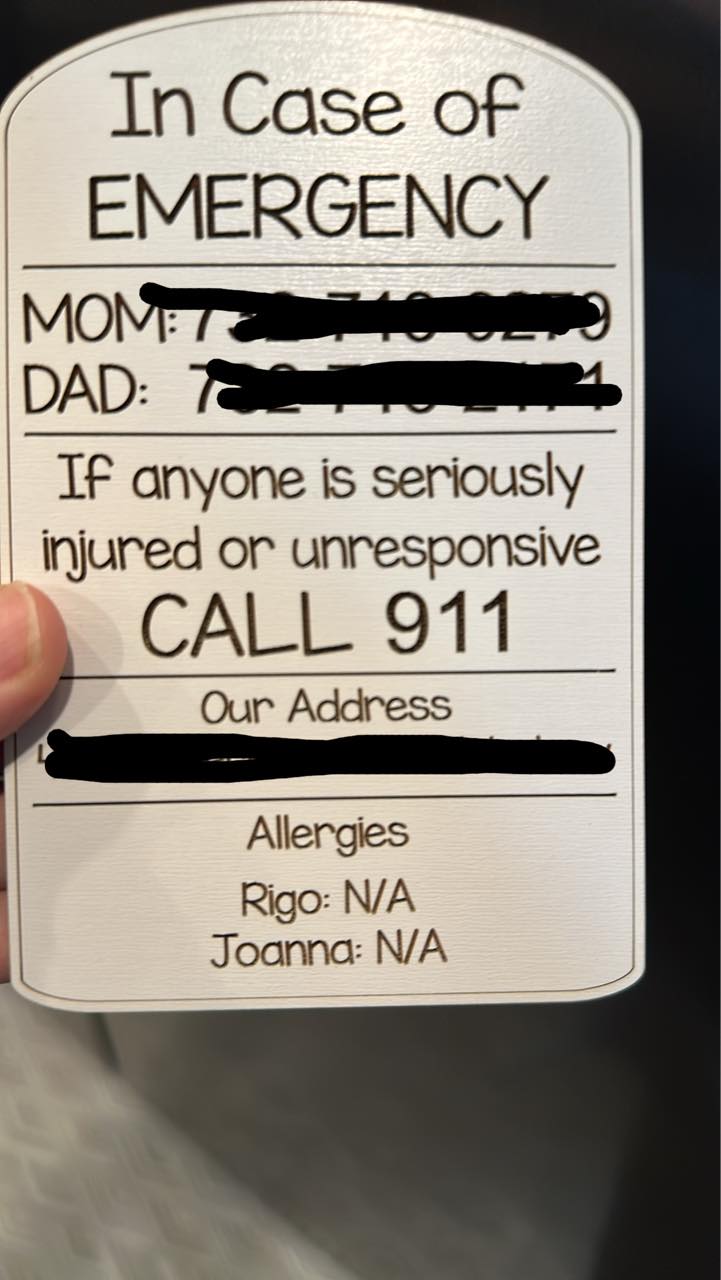 In Case of
EMERGENCY
MOM:
DAD:
If anyone is seriously
injured or unresponsive
CALL 911
Our Address
Allergies
Rigo: N/A
Joanna: N/A